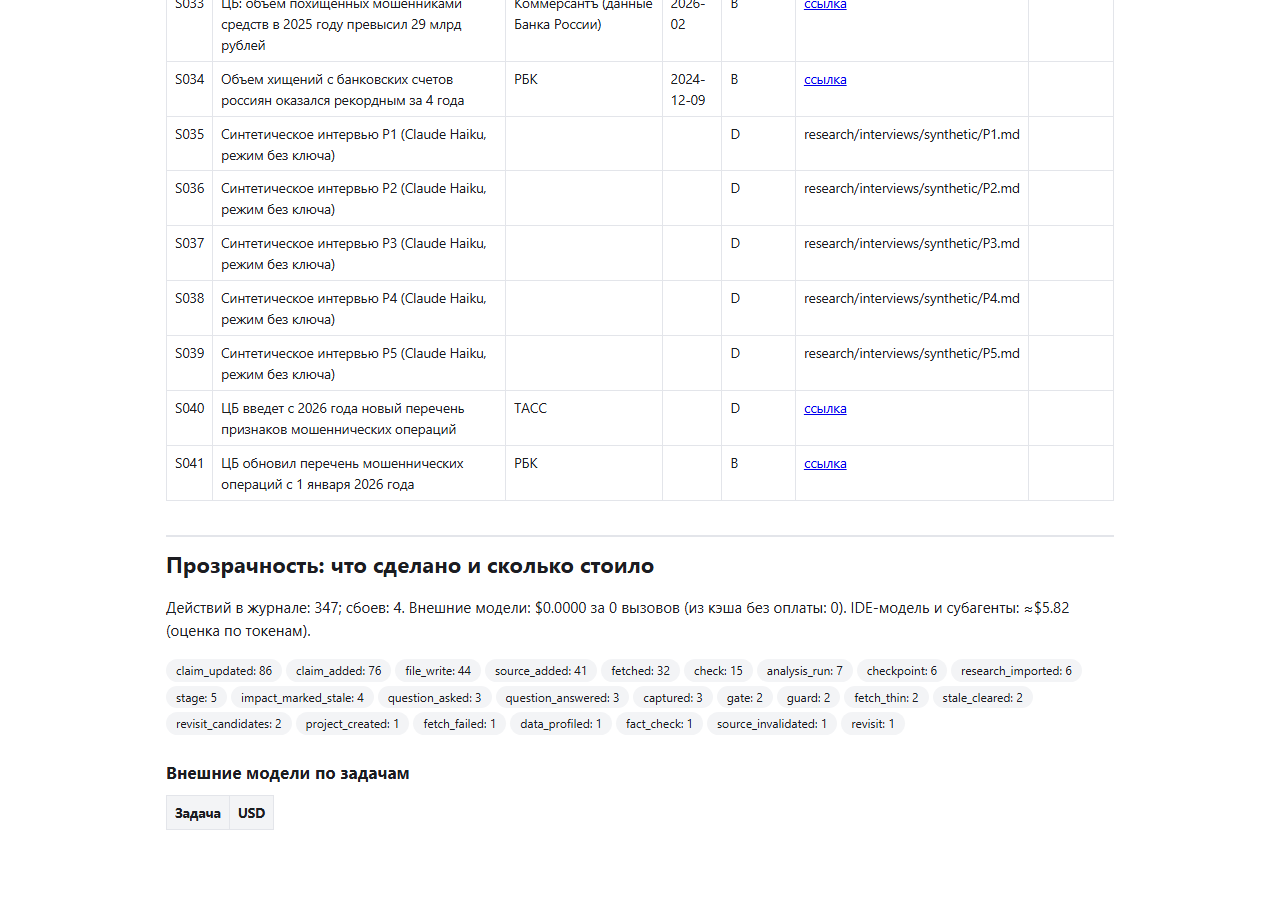 S033 ЦБ: объем похищенных мошенниками Коммерсантъ (данные 2026- B ссылка
средств в 2025 году превысил 29 млрд Банка России) 02
рублей
S034 Объем хищений с банковских счетов РБК 2024- B ссылка
россиян оказался рекордным за 4 года 12-09
S035 Синтетическое интервью P1 (Claude Haiku, D research/interviews/synthetic/P1.md
режим без ключа)
S036 Синтетическое интервью P2 (Claude Haiku, D research/interviews/synthetic/P2.md
режим без ключа)
S037 Синтетическое интервью P3 (Claude Haiku, D research/interviews/synthetic/P3.md
режим без ключа)
S038 Синтетическое интервью P4 (Claude Haiku, D research/interviews/synthetic/P4.md
режим без ключа)
S039 Синтетическое интервью P5 (Claude Haiku, D research/interviews/synthetic/P5.md
режим без ключа)
S040 ЦБ введет с 2026 года новый перечень ТАСС D ссылка
признаков мошеннических операций
S041 ЦБ обновил перечень мошеннических РБК B ссылка
операций с 1 января 2026 года
Прозрачность: что сделано и сколько стоило
Действий в журнале: 347; сбоев: 4. Внешние модели: $0.0000 за 0 вызовов (из кэша без оплаты: 0). IDE-модель и субагенты: ≈$5.82
(оценка по токенам).
claim_updated: 86 claim_added: 76 file_write: 44 source_added: 41 fetched: 32 check: 15 analysis_run: 7 checkpoint: 6 research_imported: 6
stage: 5 impact_marked_stale: 4 question_asked: 3 question_answered: 3 captured: 3 gate: 2 guard: 2 fetch_thin: 2 stale_cleared: 2
revisit_candidates: 2 project_created: 1 fetch_failed: 1 data_profiled: 1 fact_check: 1 source_invalidated: 1 revisit: 1
Внешние модели по задачам
Задача USD